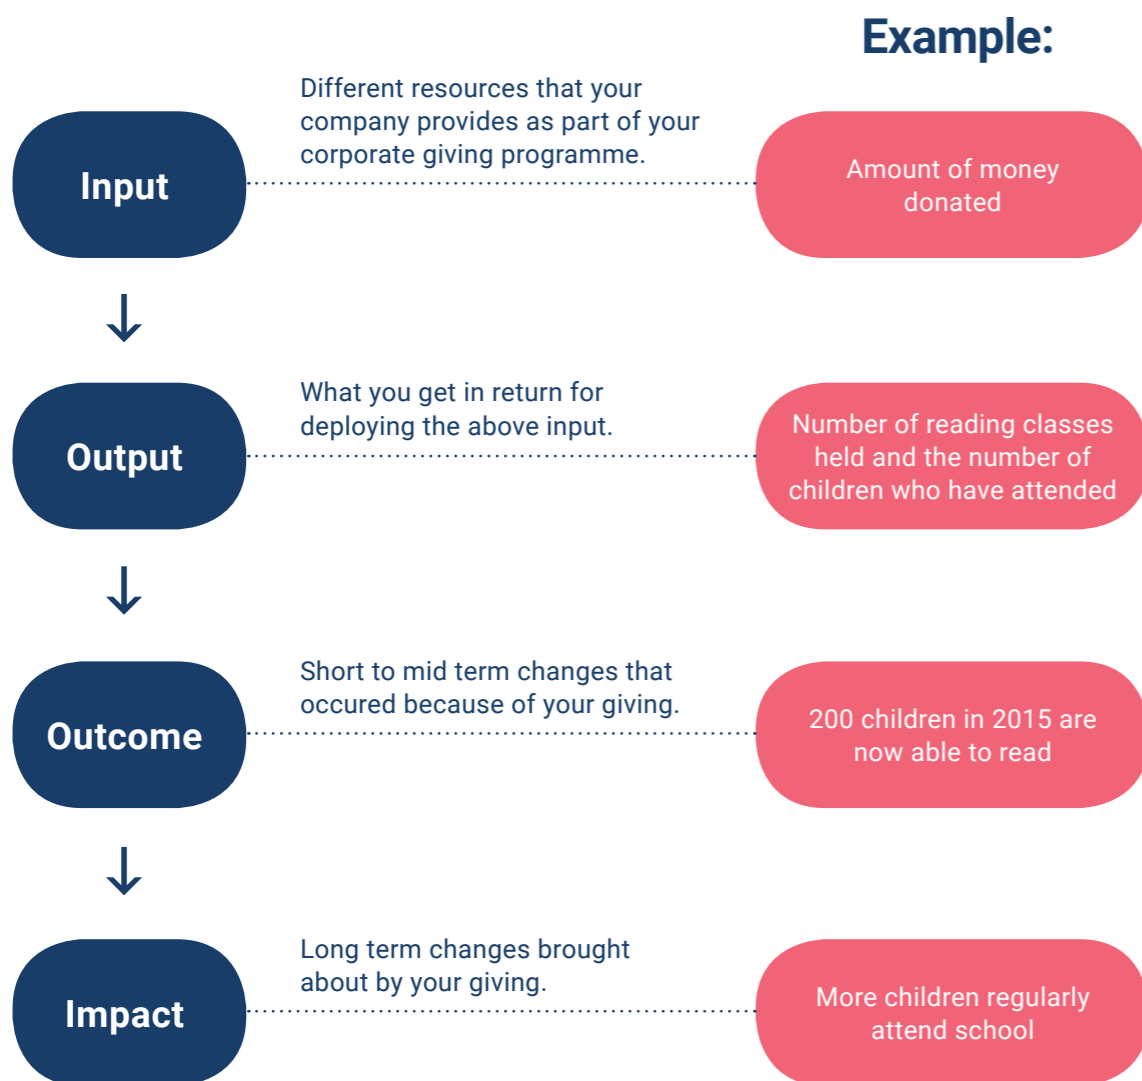 Example:
Different resources that your
company provides as part of your
corporate giving programme.
Input
Amount of money
donated
What you get in return for
deploying the above input.
Output
Number of reading classes
held and the number of
children who have attended
Short to mid term changes that
occured because of your giving.
Outcome
200 children in 2015 are
now able to read
Long term changes brought
about by your giving.
Impact
More children regularly
attend school